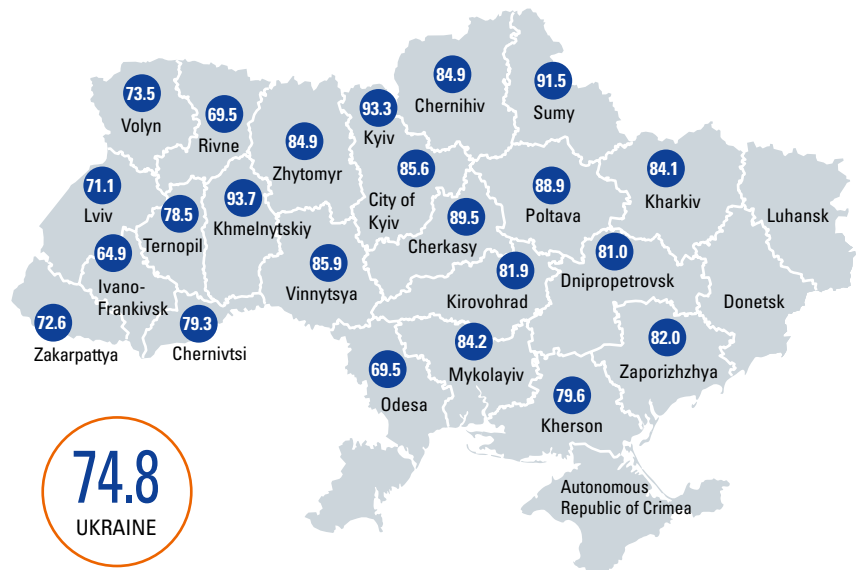 84.9
Chernihiv
91.5
Sumy
73.5
Volyn
69.5
Rivne
93.3
Kyiv
84.9
Zhytomyr
85.6
City of
Kyiv
88.9
Poltava
84.1
Kharkiv
71.1
Lviv
78.5
Ternopil
93.7
Khmelnytskiy
89.5
Cherkasy
Luhansk
64.9
Ivano-
Frankivsk
85.9
Vinnytsya
81.9
Kirovohrad
81.0
Dnipropetrovsk
Donetsk
72.6
Zakarpattya
79.3
Chernivtsi
69.5
Odesa
84.2
Mykolayiv
82.0
Zaporizhzhya
79.6
Kherson
74.8
UKRAINE
Autonomous
Republic of Crimea